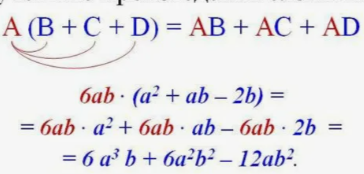 A (B + C + D) = AB + AC + AD
6ab · (a² + ab – 2b) =
= 6ab · a² + 6ab · ab – 6ab · 2b =
= 6 a³ b + 6a²b² – 12ab².